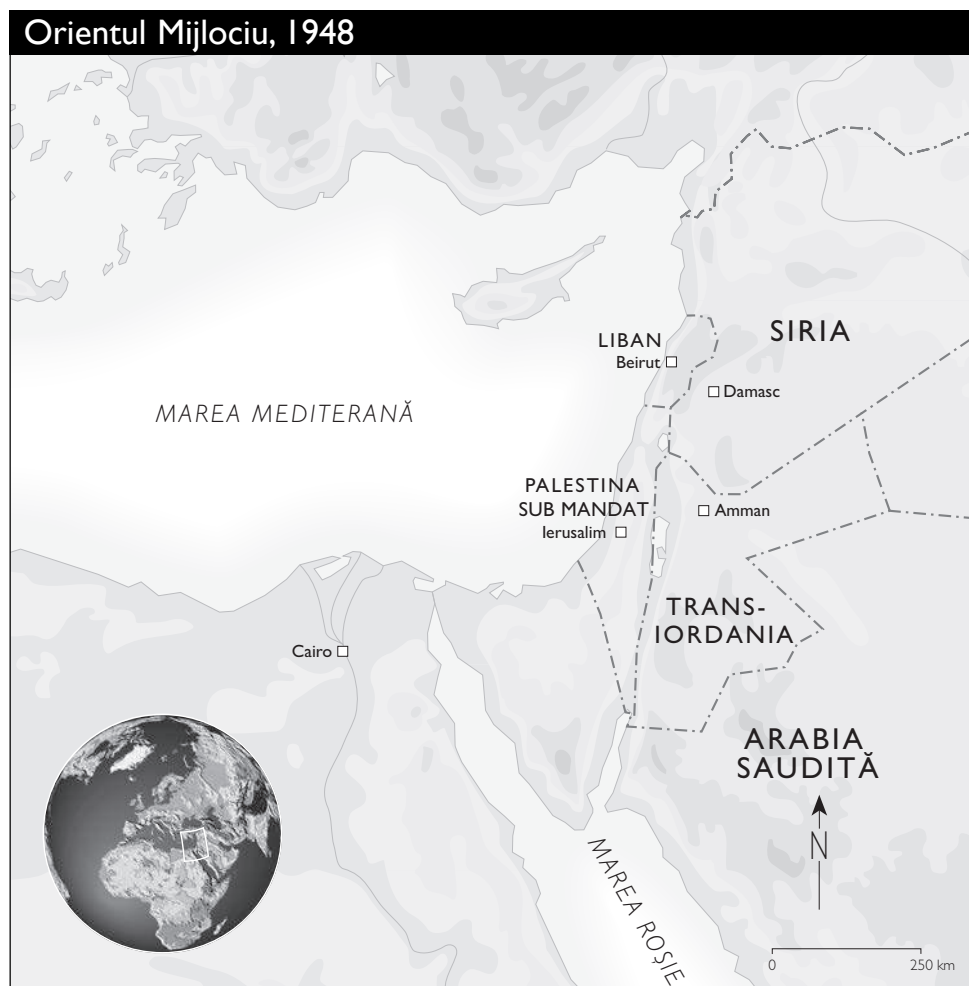 Orientul Mijlociu, 1948
LIBAN
Beirut
SIRIA
Damasc
MAREA MEDITERANĂ
PALESTINA
SUB MANDAT
Ierusalim
Amman
TRANS-
IORDANIA
Cairo
ARABIA
SAUDITĂ
N
MAREA ROȘIE
0
250 km